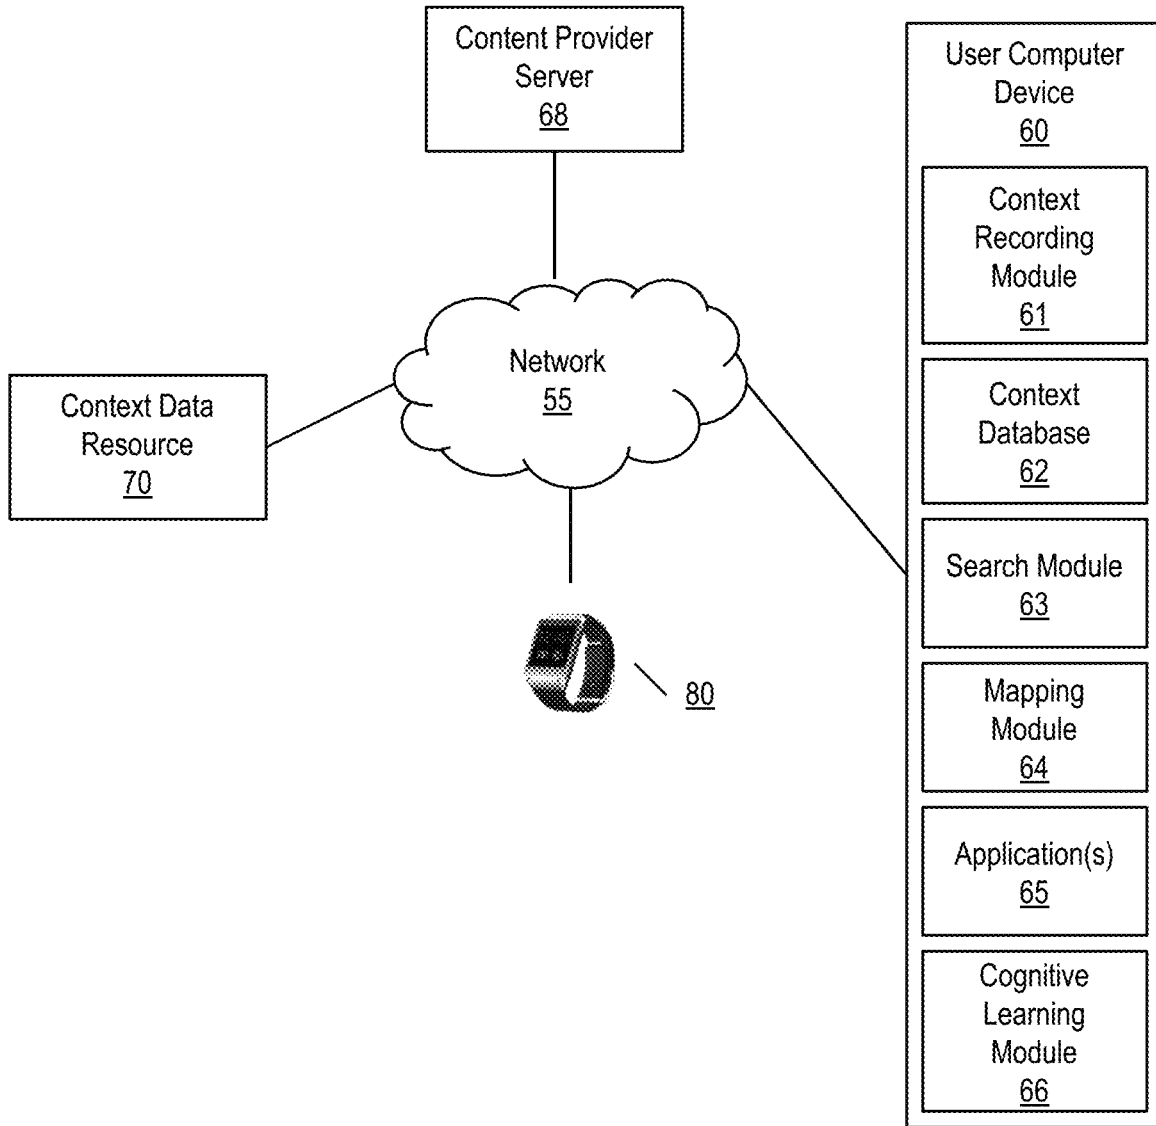 Content Provider
Server
68
User Computer
Device
60
Context
Recording
Module
61
Context
Database
62
Search Module
63
Mapping
Module
64
Application(s)
65
Cognitive
Learning
Module
66
Network
55
Context Data
Resource
70
80